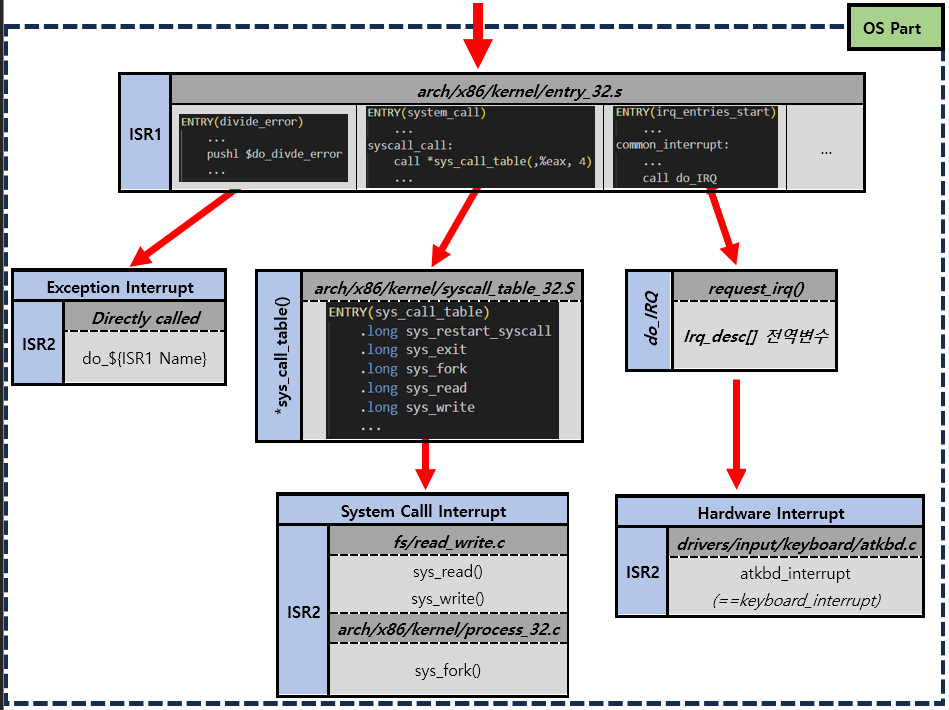 OS Part
arch/x86/kernel/entry_32.s
ISR1
ENTRY(divide_error)
...
pushl $do_divde_error
...
ENTRY(system_call)
...
syscall_call:
call *sys_call_table(,%eax, 4)
...
ENTRY(irq_entries_start)
...
common_interrupt:
...
call do_IRQ
...
Exception Interrupt
ISR2
Directly called
do_${ISR1 Name}
*sys_call_table()
arch/x86/kernel/syscall_table_32.S
ENTRY(sys_call_table)
.long sys_restart_syscall
.long sys_exit
.long sys_fork
.long sys_read
.long sys_write
...
do_IRQ
request_irq()
Irq_desc[] 전역변수
System Calll Interrupt
ISR2
fs/read_write.c
sys_read()
sys_write()
arch/x86/kernel/process_32.c
sys_fork()
Hardware Interrupt
ISR2
drivers/input/keyboard/atkbd.c
atkbd_interrupt
(==keyboard_interrupt)